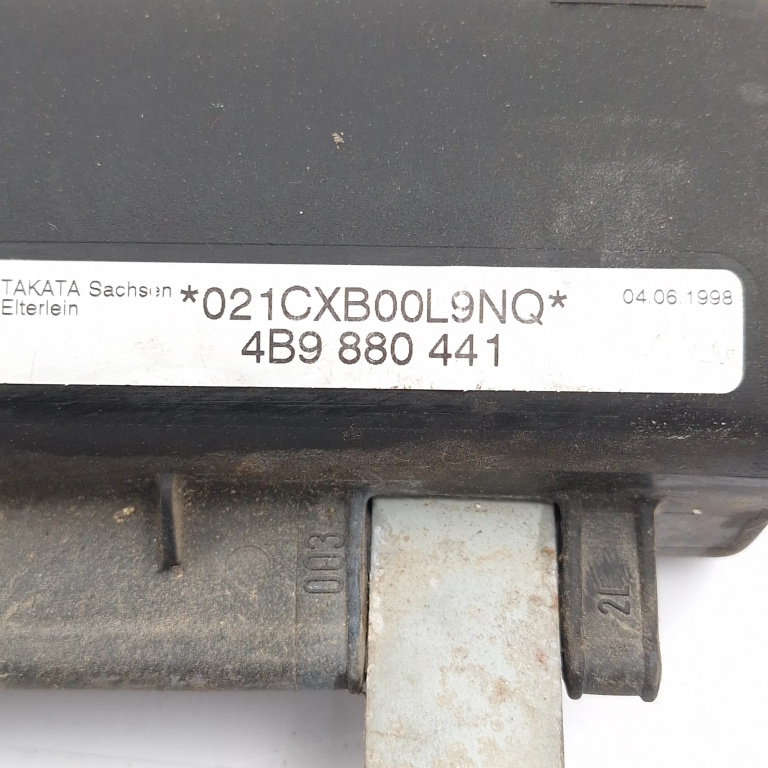 TAKATA Sachsen *021CXB00L9NQ* 04.06.1998
Elterlein
4B9 880 441
003
2L